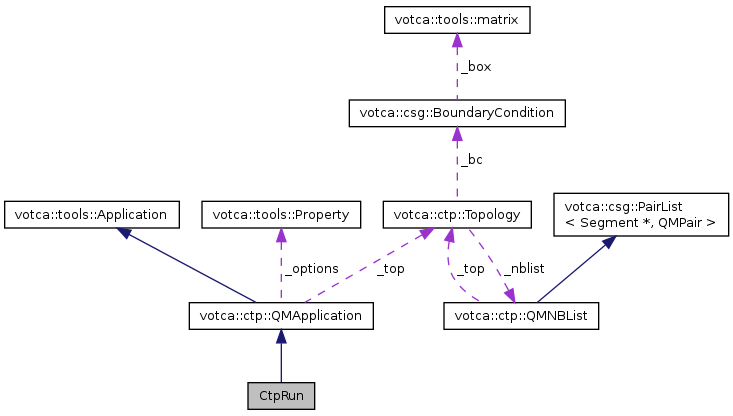 votca::tools::matrix
_box
votca::csg::BoundaryCondition
_bc
votca::tools::Application
votca::tools::Property
votca::ctp::Topology
votca::csg::PairList
< Segment *, QMPair >
_options
_top
_top
_nblist
votca::ctp::QMApplication
votca::ctp::QMNBList
CtpRun